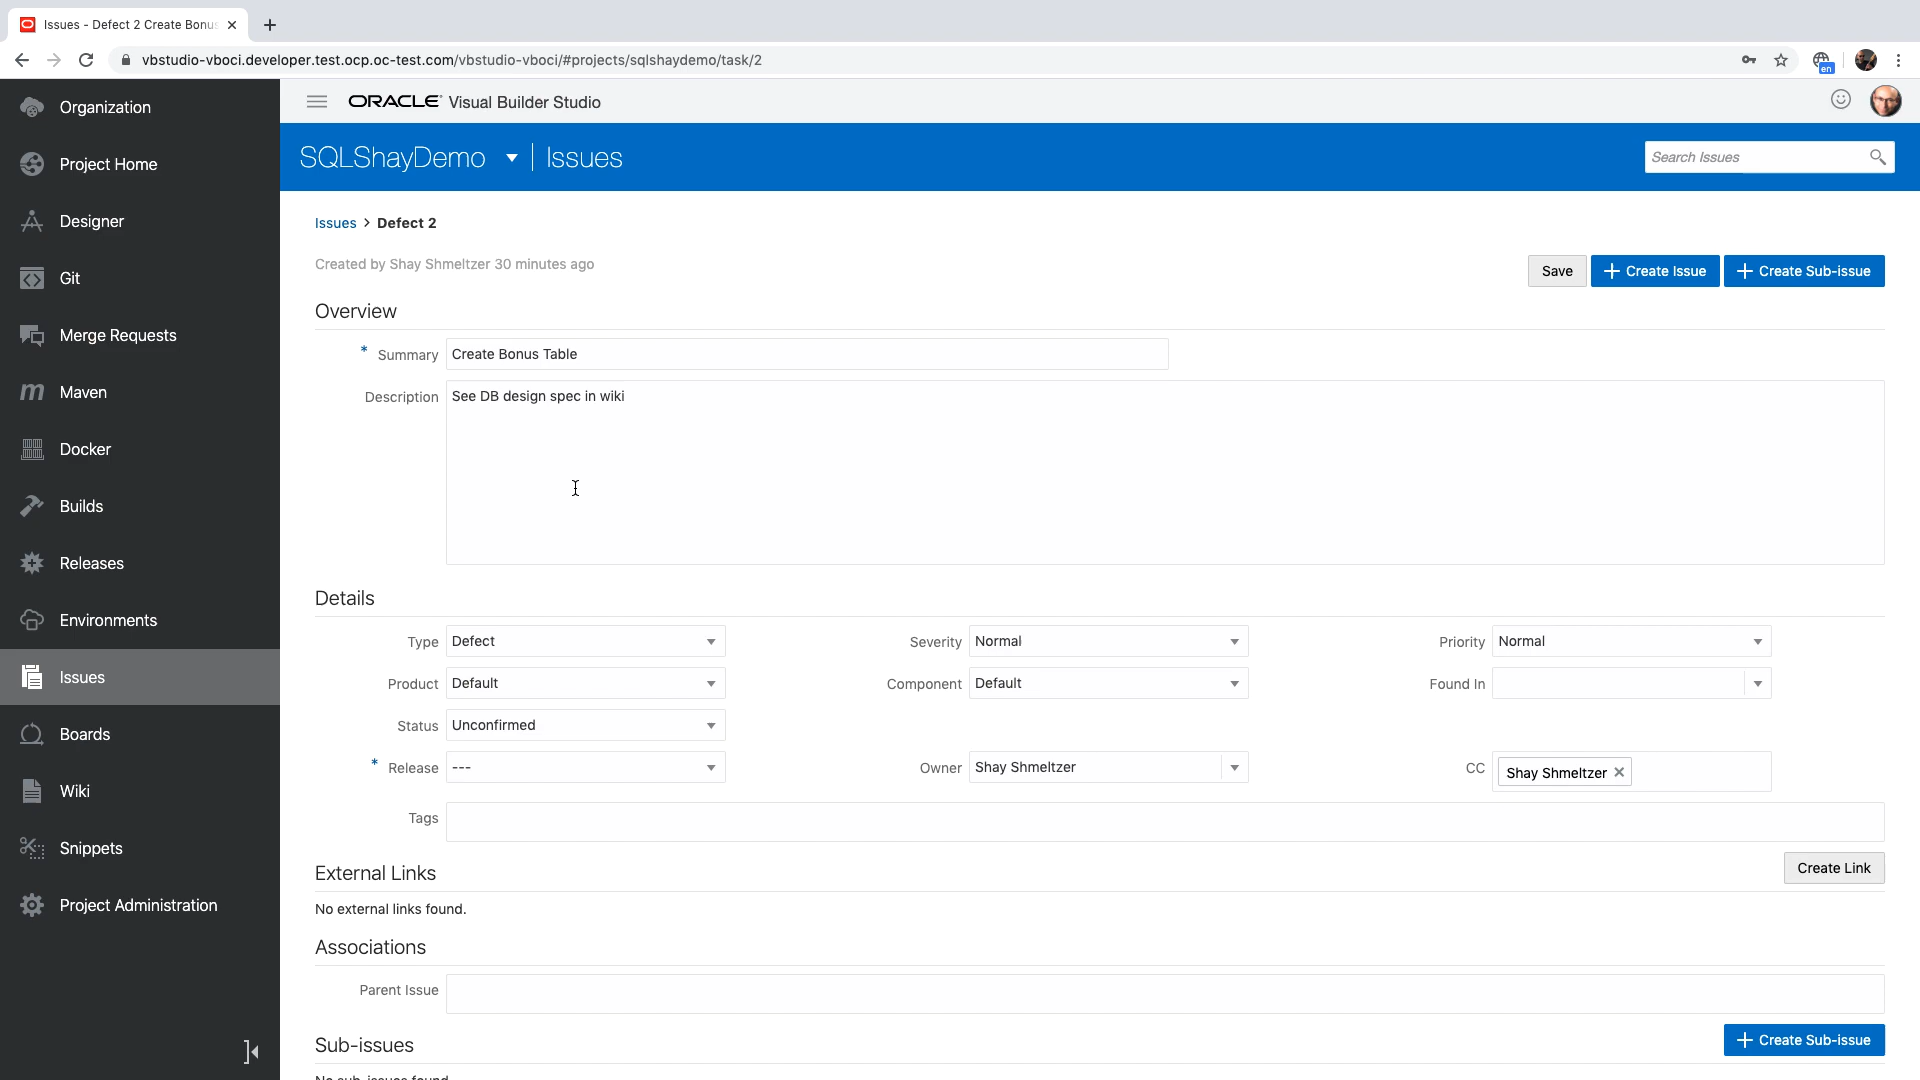 Issues - Defect 2 Create Bonus
vbstudio-vboci.developer.test.ocp.oc-test.com/vbstudio-vboci/#projects/sqlshaydemo/task/2
en
Organization
Project Home
Designer
Git
Merge Requests
Maven
Docker
Builds
Releases
Environments
Issues
Boards
Wiki
Snippets
Project Administration
ORACLE Visual Builder Studio
SQLShayDemo | Issues
Search Issues
Issues > Defect 2
Created by Shay Shmeltzer 30 minutes ago
Save + Create Issue + Create Sub-issue
Overview
* Summary Create Bonus Table
Description See DB design spec in wiki
Details
Type Defect Severity Normal Priority Normal
Product Default Component Default Found In
Status Unconfirmed
* Release --- Owner Shay Shmeltzer CC Shay Shmeltzer
Tags
External Links Create Link
No external links found.
Associations
Parent Issue
Sub-issues + Create Sub-issue
No sub-issues found